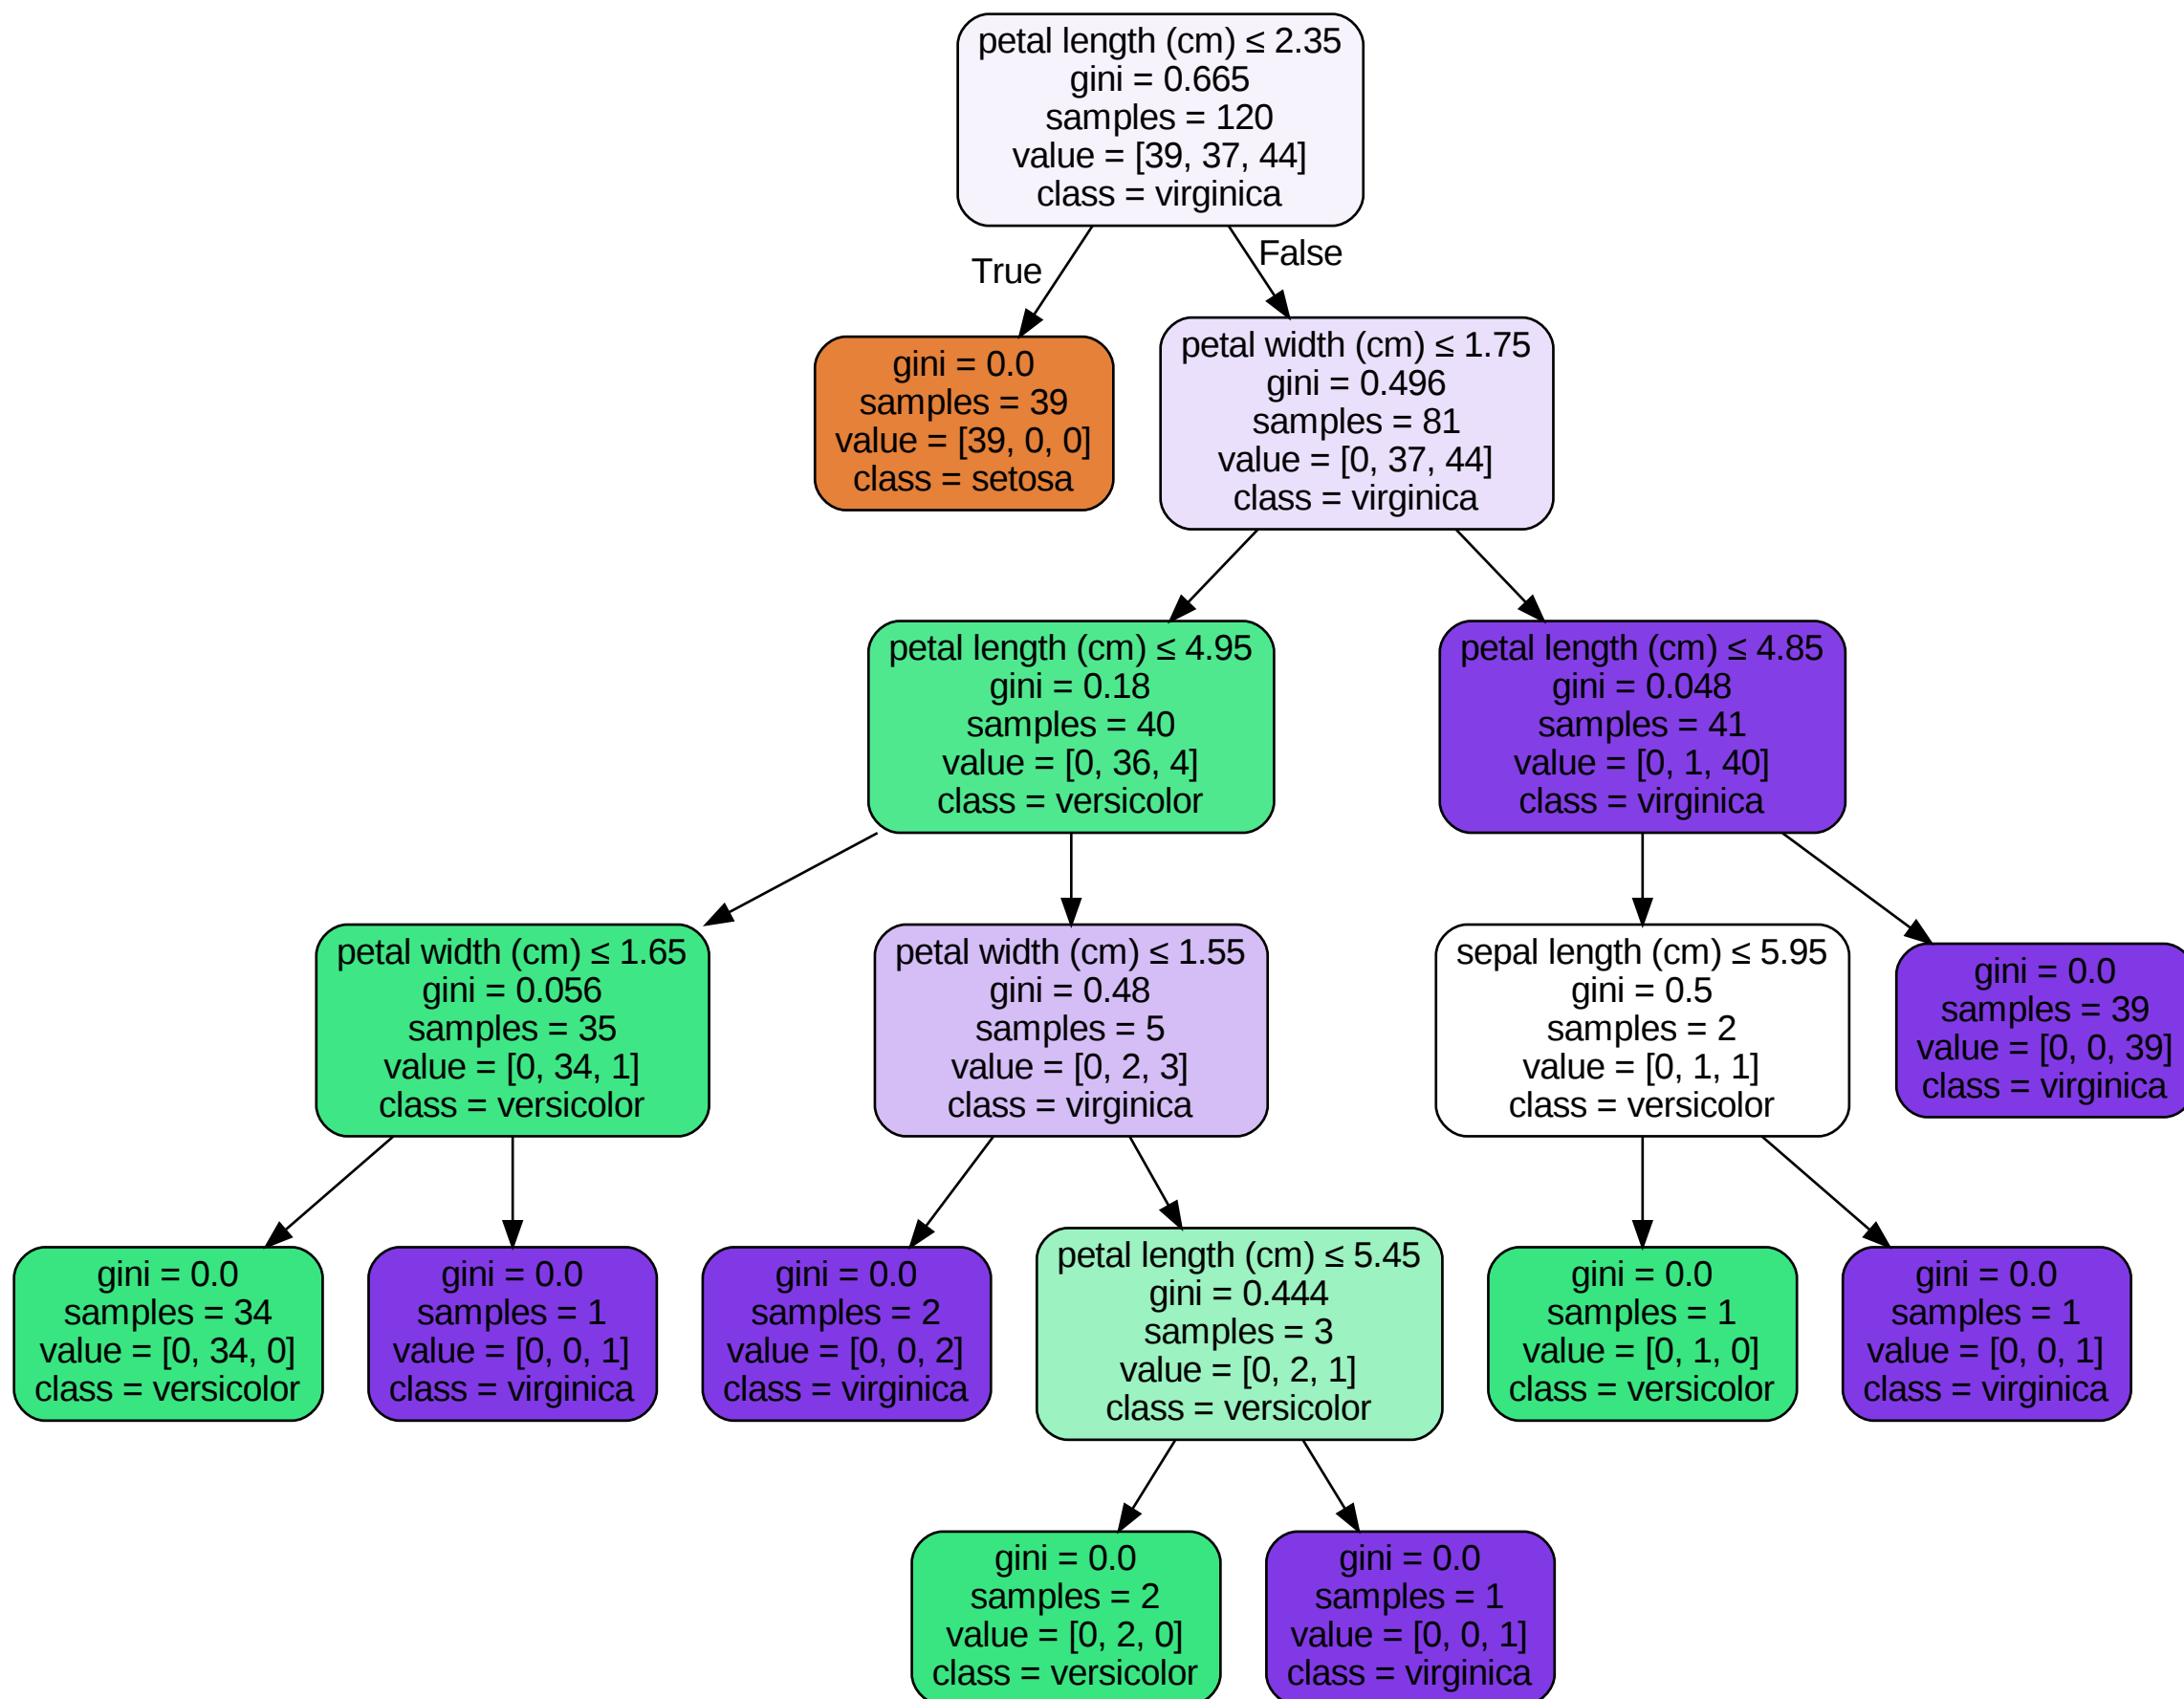 petal length (cm) ≤ 2.35
gini = 0.665
samples = 120
value = [39, 37, 44]
class = virginica
True
False
gini = 0.0
samples = 39
value = [39, 0, 0]
class = setosa
petal width (cm) ≤ 1.75
gini = 0.496
samples = 81
value = [0, 37, 44]
class = virginica
petal length (cm) ≤ 4.95
gini = 0.18
samples = 40
value = [0, 36, 4]
class = versicolor
petal length (cm) ≤ 4.85
gini = 0.048
samples = 41
value = [0, 1, 40]
class = virginica
petal width (cm) ≤ 1.65
gini = 0.056
samples = 35
value = [0, 34, 1]
class = versicolor
petal width (cm) ≤ 1.55
gini = 0.48
samples = 5
value = [0, 2, 3]
class = virginica
sepal length (cm) ≤ 5.95
gini = 0.5
samples = 2
value = [0, 1, 1]
class = versicolor
gini = 0.0
samples = 39
value = [0, 0, 39]
class = virginica
gini = 0.0
samples = 34
value = [0, 34, 0]
class = versicolor
gini = 0.0
samples = 1
value = [0, 0, 1]
class = virginica
gini = 0.0
samples = 2
value = [0, 0, 2]
class = virginica
petal length (cm) ≤ 5.45
gini = 0.444
samples = 3
value = [0, 2, 1]
class = versicolor
gini = 0.0
samples = 1
value = [0, 1, 0]
class = versicolor
gini = 0.0
samples = 1
value = [0, 0, 1]
class = virginica
gini = 0.0
samples = 2
value = [0, 2, 0]
class = versicolor
gini = 0.0
samples = 1
value = [0, 0, 1]
class = virginica